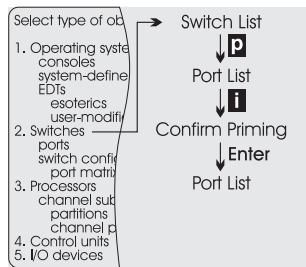 Select type of ob
1. Operating syste
consoles
system-define
EDTs
esoterics
user-modifi
2. Switches
ports
switch config
port matri
3. Processors
channel sub
partitions
channel p
4. Control units
5. I/O devices
Switch List
p
Port List
i
Confirm Priming
Enter
Port List